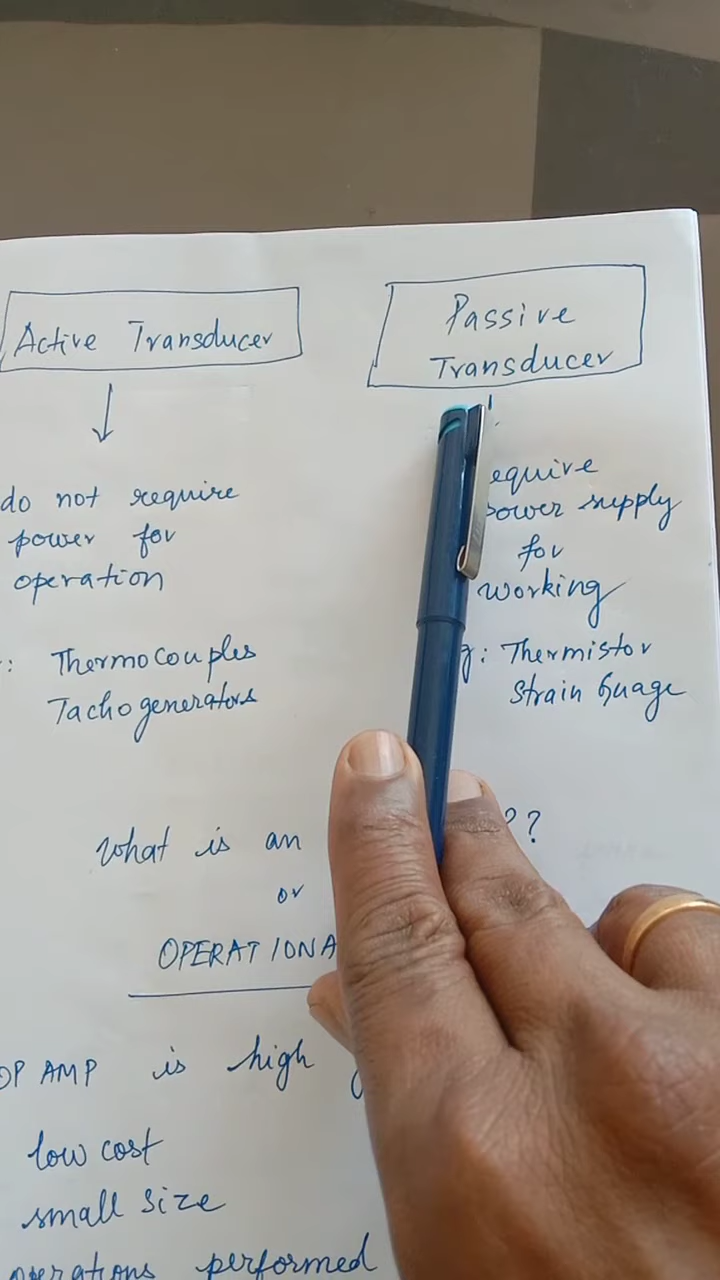 Active Transducer
do not require
power for
operation
: Thermocouples
Tachogenerators
Passive
Transducer
equire
power supply
for
working
g: Thermistor
Strain Guage
What is an ??
or
OPERATIONA
OP AMP is high
low cost
small size
operations performed